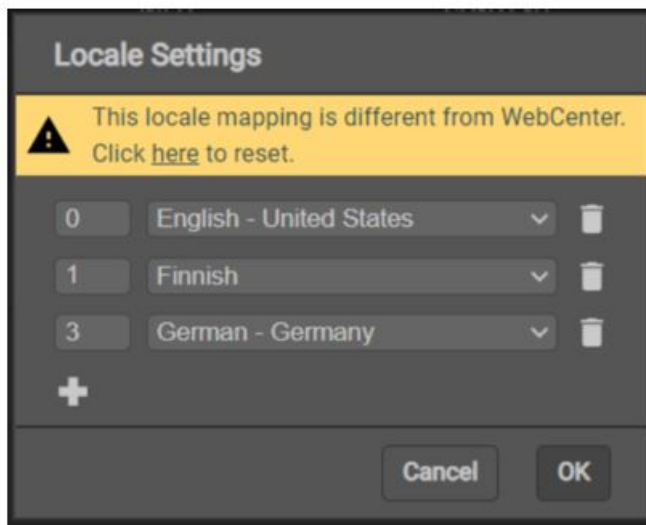 Locale Settings
This locale mapping is different from WebCenter.
Click here to reset.
0 English - United States
1 Finnish
3 German - Germany
Cancel OK